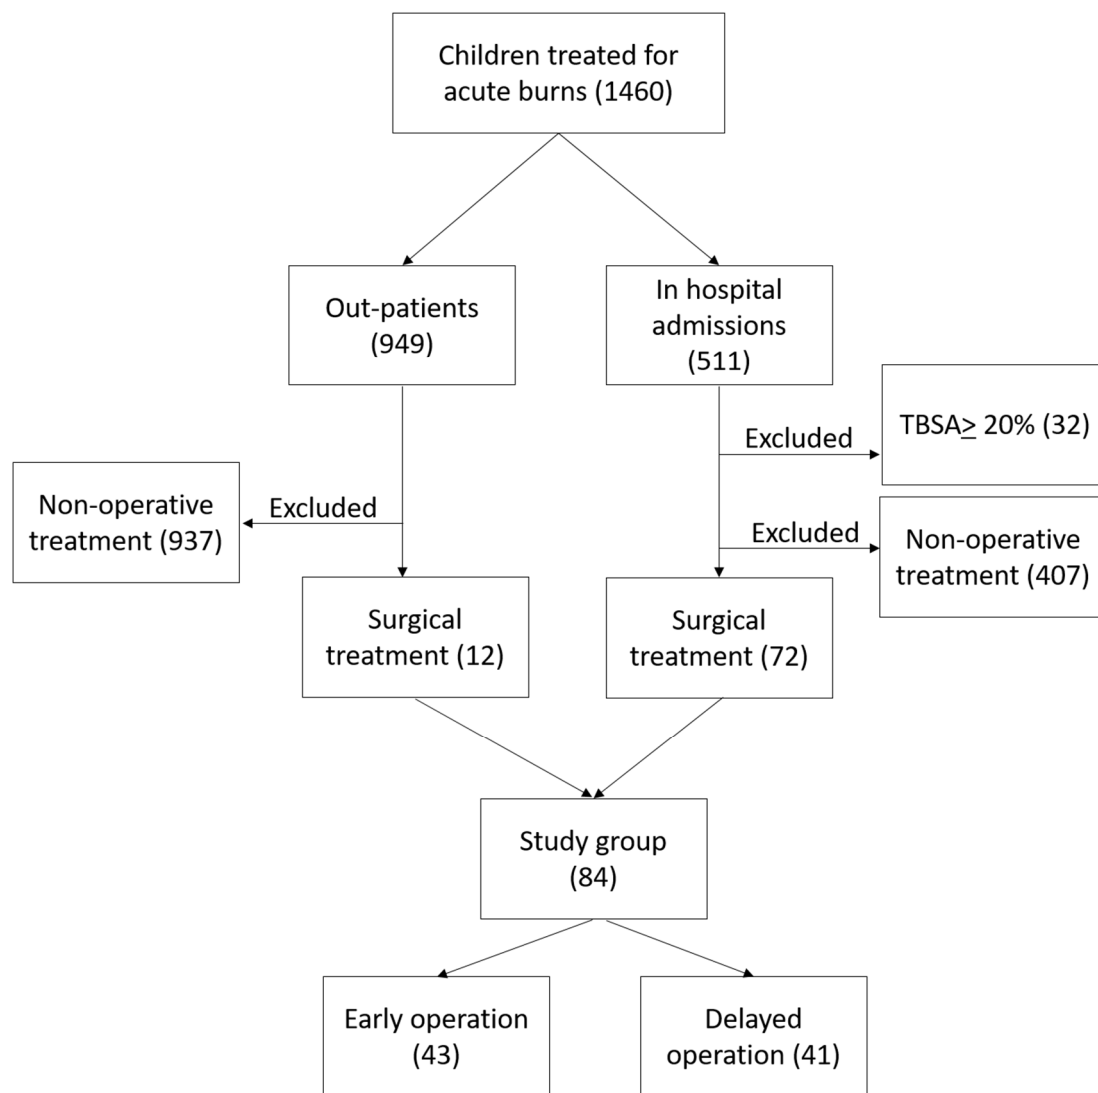 Children treated for
acute burns (1460)
Out-patients
(949)
In hospital
admissions
(511)
Excluded
TBSA≥ 20% (32)
Excluded
Non-operative
treatment (937)
Excluded
Non-operative
treatment (407)
Surgical
treatment (12)
Surgical
treatment (72)
Study group
(84)
Early operation
(43)
Delayed
operation (41)